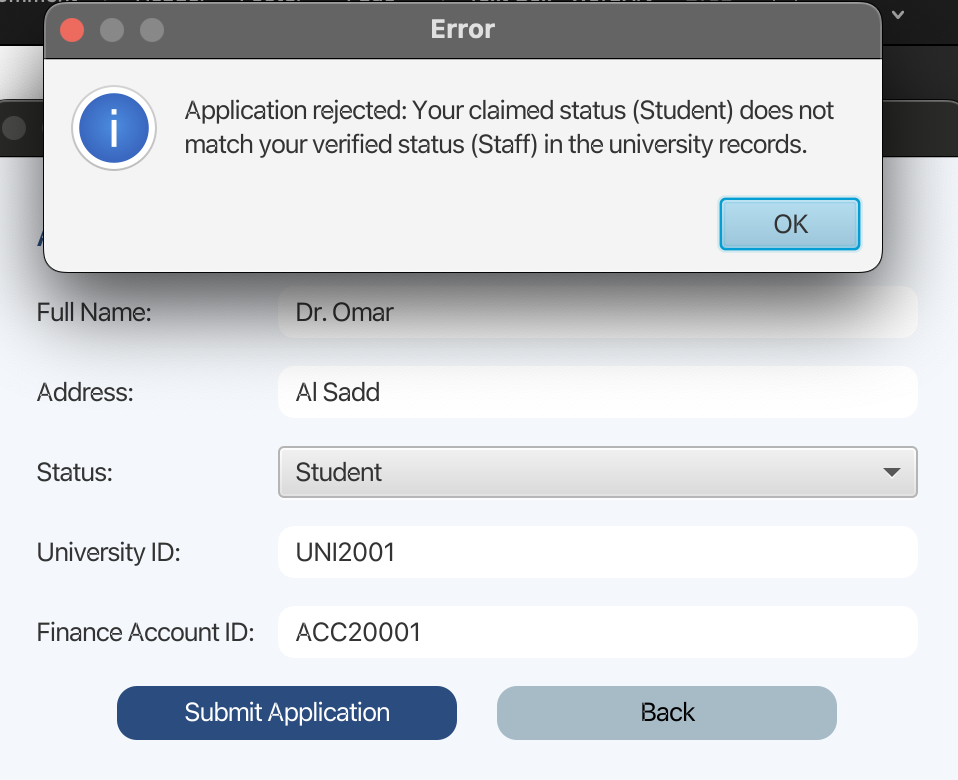 Error
Application rejected: Your claimed status (Student) does not
match your verified status (Staff) in the university records.
OK
Full Name: Dr. Omar
Address: Al Sadd
Status: Student
University ID: UNI2001
Finance Account ID: ACC20001
Submit Application Back